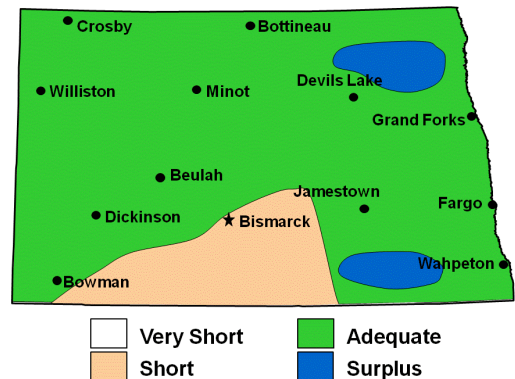 Crosby
Bottineau
Devils Lake
Williston
Minot
Grand Forks
Beulah
Jamestown
Fargo
Dickinson
Bismarck
Wahpeton
Bowman
Very Short
Adequate
Short
Surplus